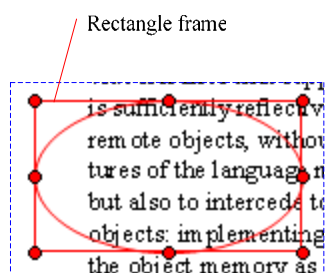 Rectangle frame
is sufficiently reflectiv
remote objects, withou
tures of the language
but also to intercede to
objects: implementing
the object memory as